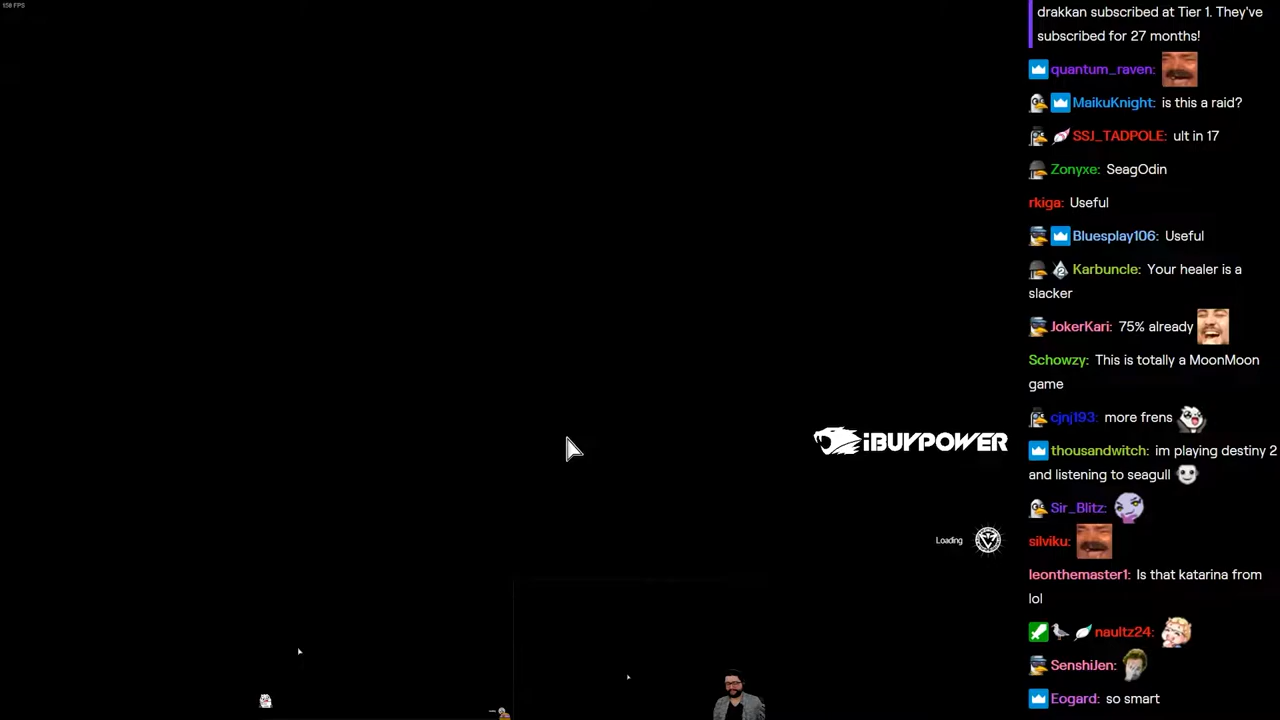 158 FPS
drakkan subscribed at Tier 1. They've
subscribed for 27 months!
quantum_raven:
MaikuKnight: is this a raid?
SSJ_TADPOLE: ult in 17
Zonyxe: SeagOdin
rkiga: Useful
Bluesplay106: Useful
2 Karbuncle: Your healer is a
slacker
JokerKari: 75% already
Schowzy: This is totally a MoonMoon
game
cjnj193: more frens
iBUYPOWER
thousandwitch: im playing destiny 2
and listening to seagull
Sir_Blitz:
silviku:
Loading
leonthemaster1: Is that katarina from
lol
naultz24:
SenshiJen:
Eogard: so smart